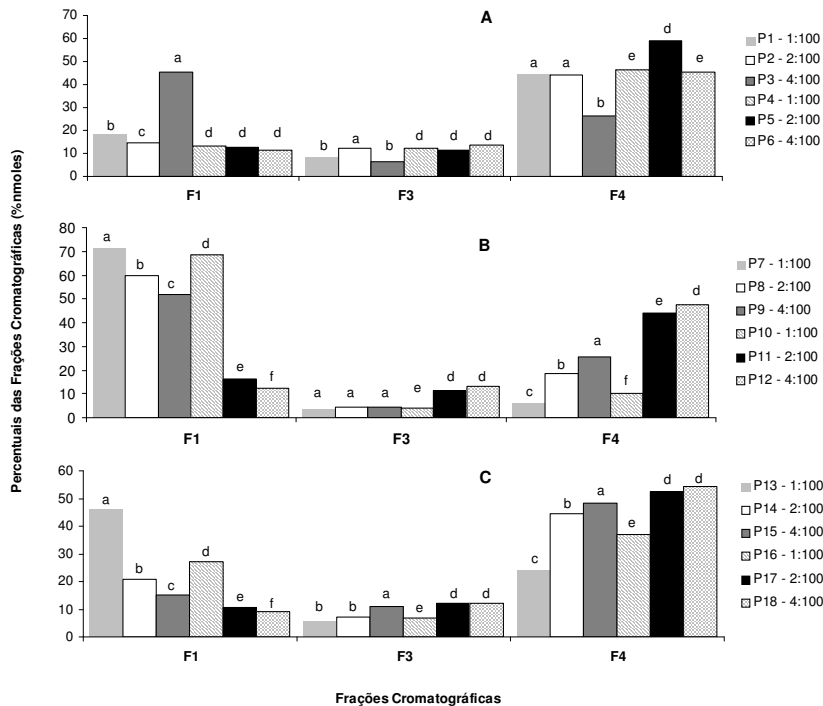 Percentuais das Frações Cromatográficas (%nmoles)
A
70
60
50
40
30
20
10
0
b c a d d d
b a b d d d
a a b e d e
F1 F3 F4
P1 - 1:100
P2 - 2:100
P3 - 4:100
P4 - 1:100
P5 - 2:100
P6 - 4:100
B
80
70
60
50
40
30
20
10
0
a b c d e f
a a a e d d
c b a f e d
F1 F3 F4
P7 - 1:100
P8 - 2:100
P9 - 4:100
P10 - 1:100
P11 - 2:100
P12 - 4:100
C
60
50
40
30
20
10
0
a b c d e f
b b a e d d
c b a e d d
F1 F3 F4
P13 - 1:100
P14 - 2:100
P15 - 4:100
P16 - 1:100
P17 - 2:100
P18 - 4:100
Frações Cromatográficas